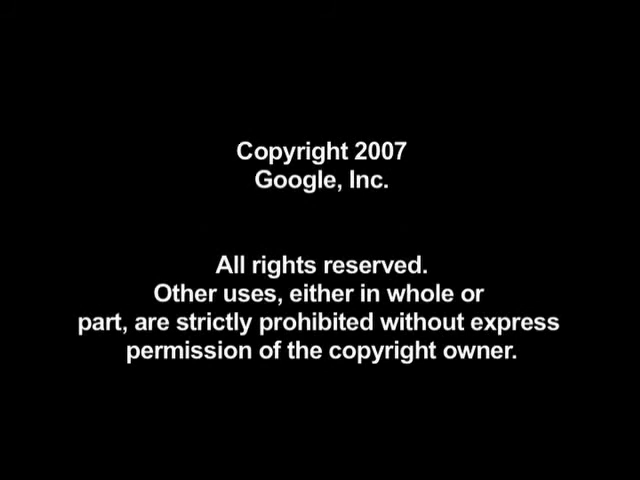 Copyright 2007
Google, Inc.
All rights reserved.
Other uses, either in whole or
part, are strictly prohibited without express
permission of the copyright owner.